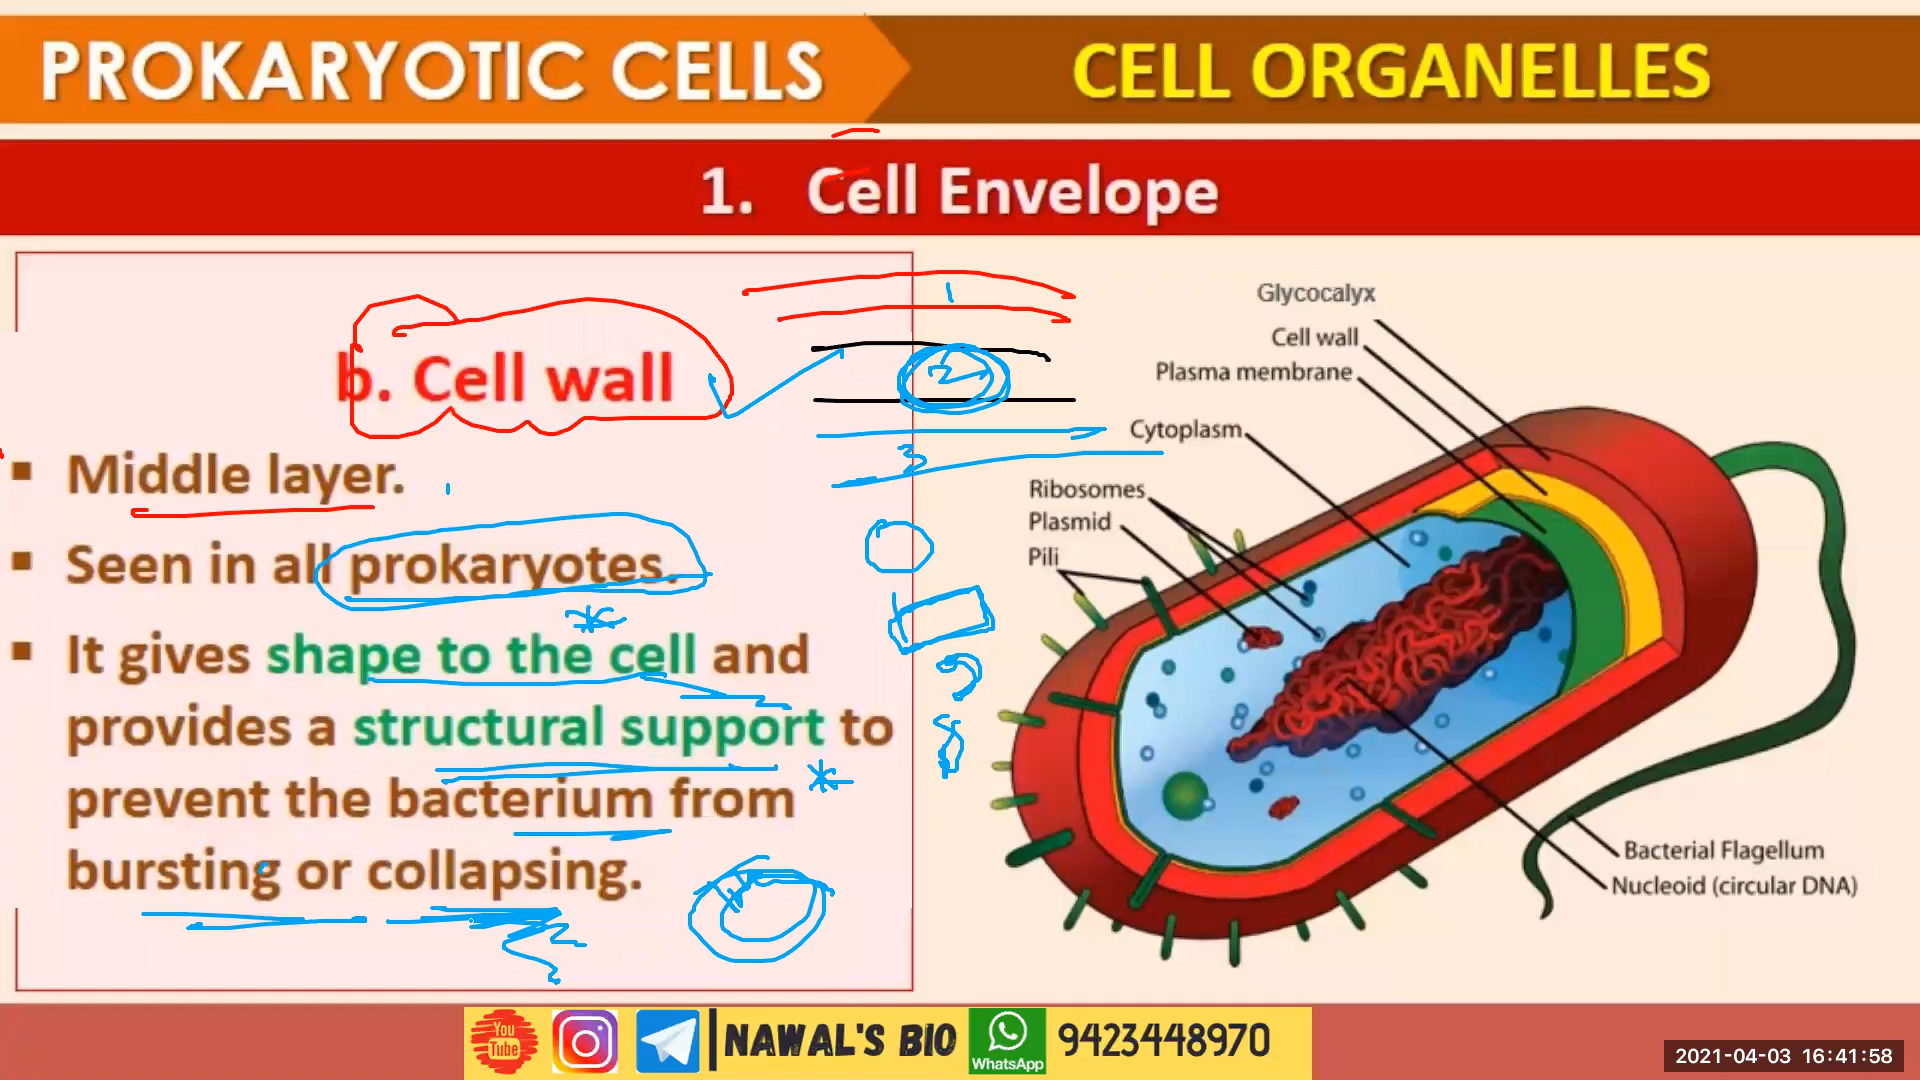 PROKARYOTIC CELLS
CELL ORGANELLES
1. Cell Envelope
b. Cell wall
Middle layer.
Seen in all prokaryotes.
It gives shape to the cell and
provides a structural support to
prevent the bacterium from
bursting or collapsing.
1
2
3
Glycocalyx
Cell wall
Plasma membrane
Cytoplasm
Ribosomes
Plasmid
Pili
Bacterial Flagellum
Nucleoid (circular DNA)
You
Tube
NAWAL'S BIO
WhatsApp
9423448970
2021-04-03 16:41:58